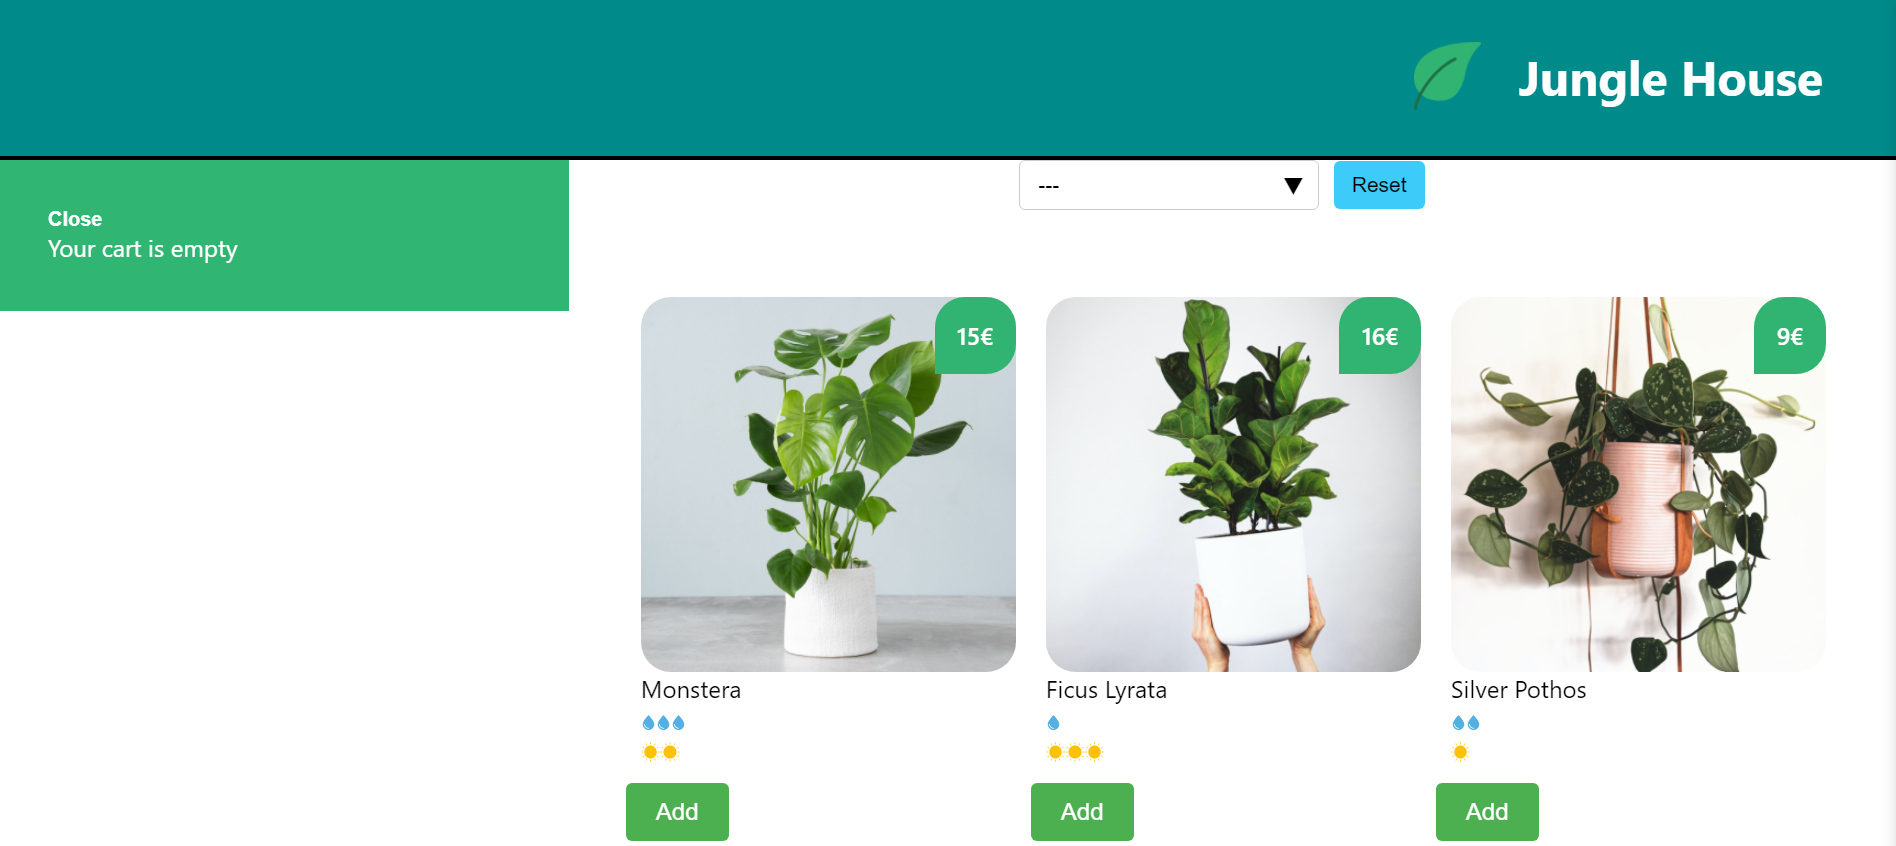 Jungle House
Close
Your cart is empty
---
Reset
15€
16€
9€
Monstera
Ficus Lyrata
Silver Pothos
Add
Add
Add